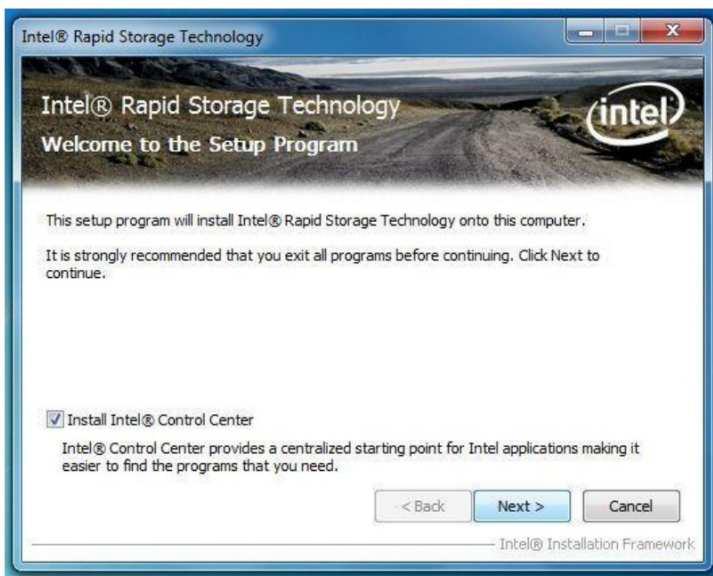 Intel® Rapid Storage Technology
Intel® Rapid Storage Technology
intel
Welcome to the Setup Program
This setup program will install Intel® Rapid Storage Technology onto this computer.
It is strongly recommended that you exit all programs before continuing. Click Next to
continue.
Install Intel® Control Center
Intel® Control Center provides a centralized starting point for Intel applications making it
easier to find the programs that you need.
< Back Next > Cancel
Intel® Installation Framework